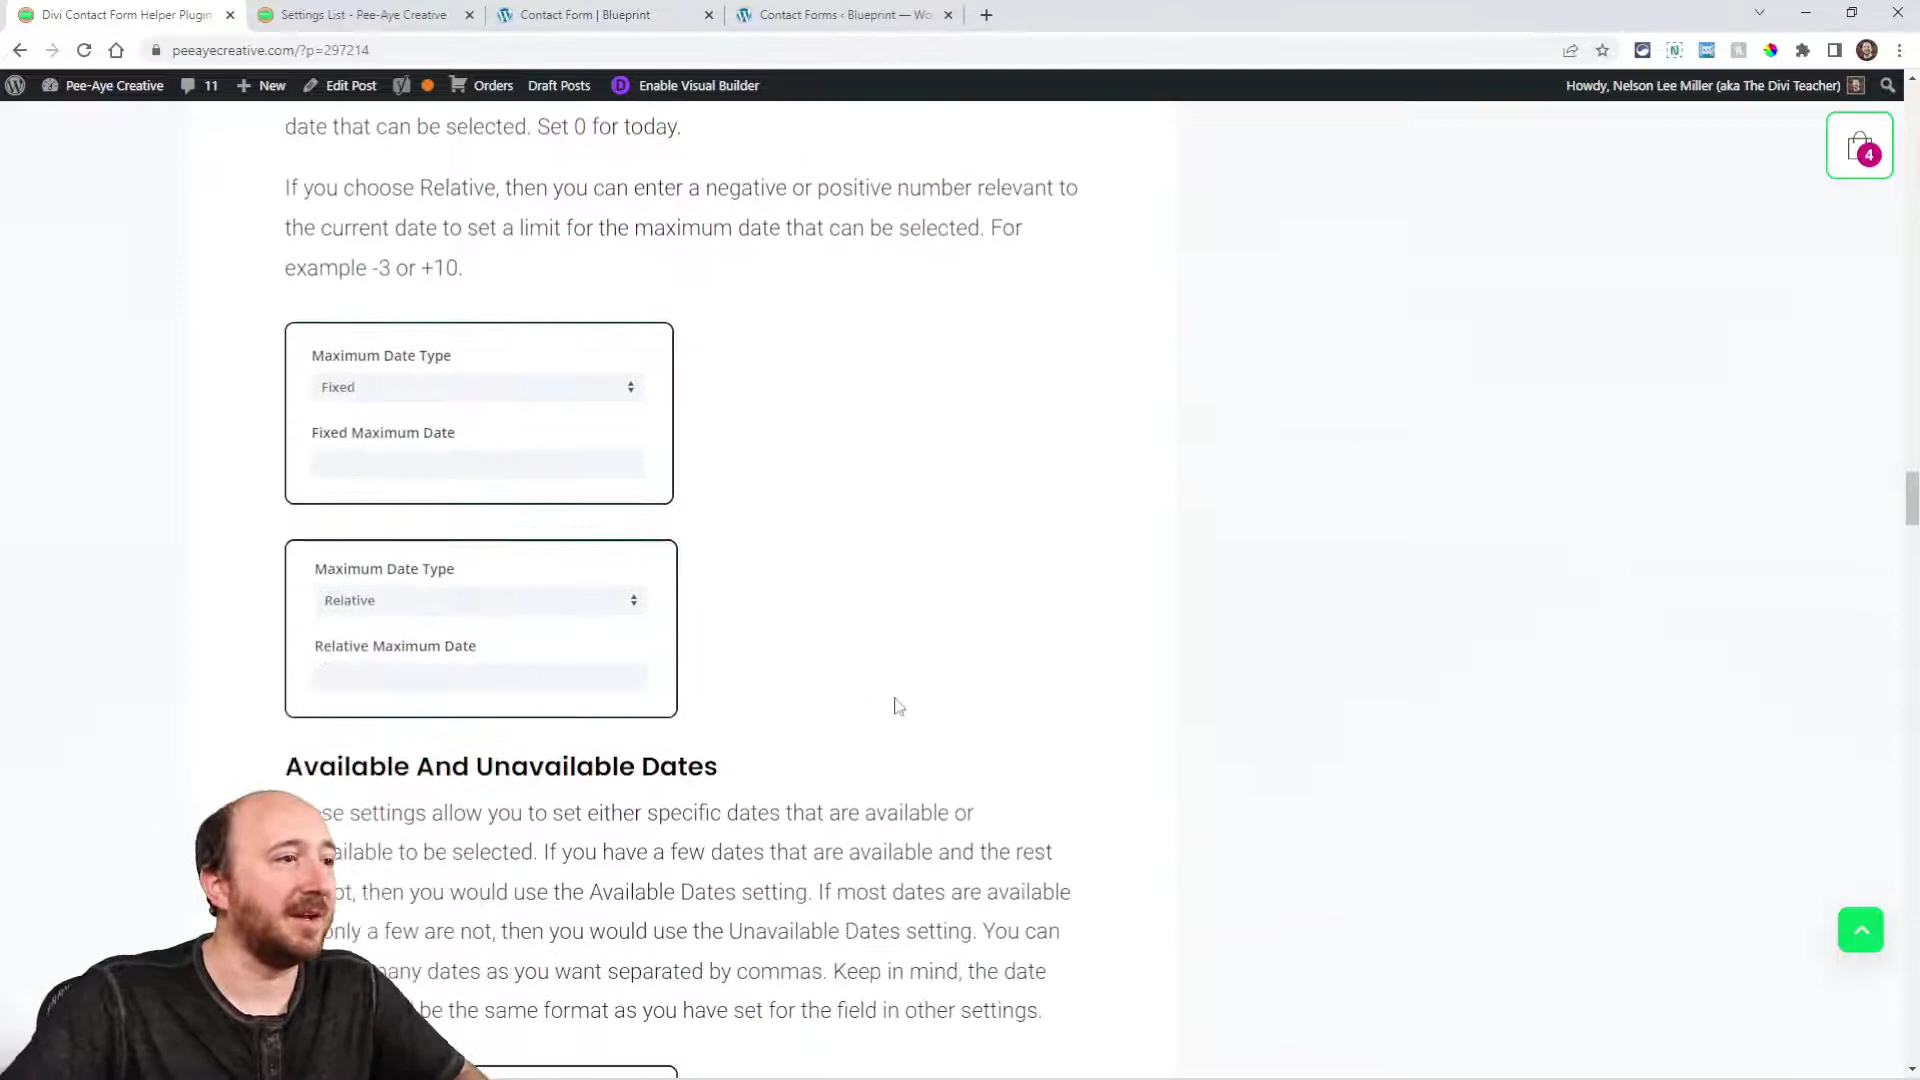 Divi Contact Form Helper Plugin
Settings List - Pee-Aye Creative
Contact Form | Blueprint
Contact Forms ‹ Blueprint — Wo
peeayecreative.com/?p=297214
Pee-Aye Creative
11
New
Edit Post
Orders
Draft Posts
D
Enable Visual Builder
Howdy, Nelson Lee Miller (aka The Divi Teacher)
4
date that can be selected. Set 0 for today.
If you choose Relative, then you can enter a negative or positive number relevant to
the current date to set a limit for the maximum date that can be selected. For
example -3 or +10.
Maximum Date Type
Fixed
Fixed Maximum Date
Maximum Date Type
Relative
Relative Maximum Date
Available And Unavailable Dates
settings allow you to set either specific dates that are available or
to be selected. If you have a few dates that are available and the rest
then you would use the Available Dates setting. If most dates are available
only a few are not, then you would use the Unavailable Dates setting. You can
dates as you want separated by commas. Keep in mind, the date
be the same format as you have set for the field in other settings.